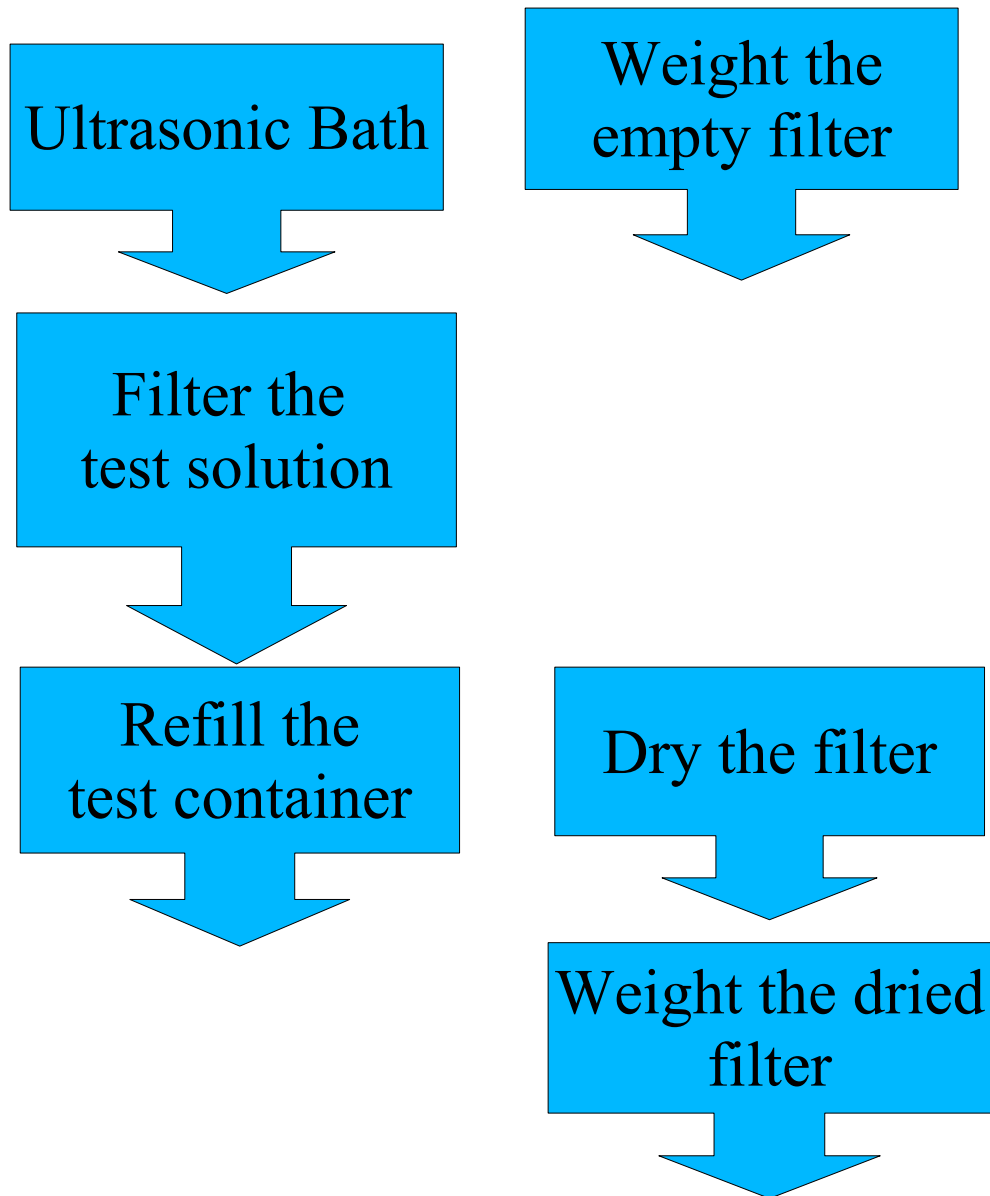 Ultrasonic Bath
Weight the
empty filter
Filter the
test solution
Refill the
test container
Dry the filter
Weight the dried
filter